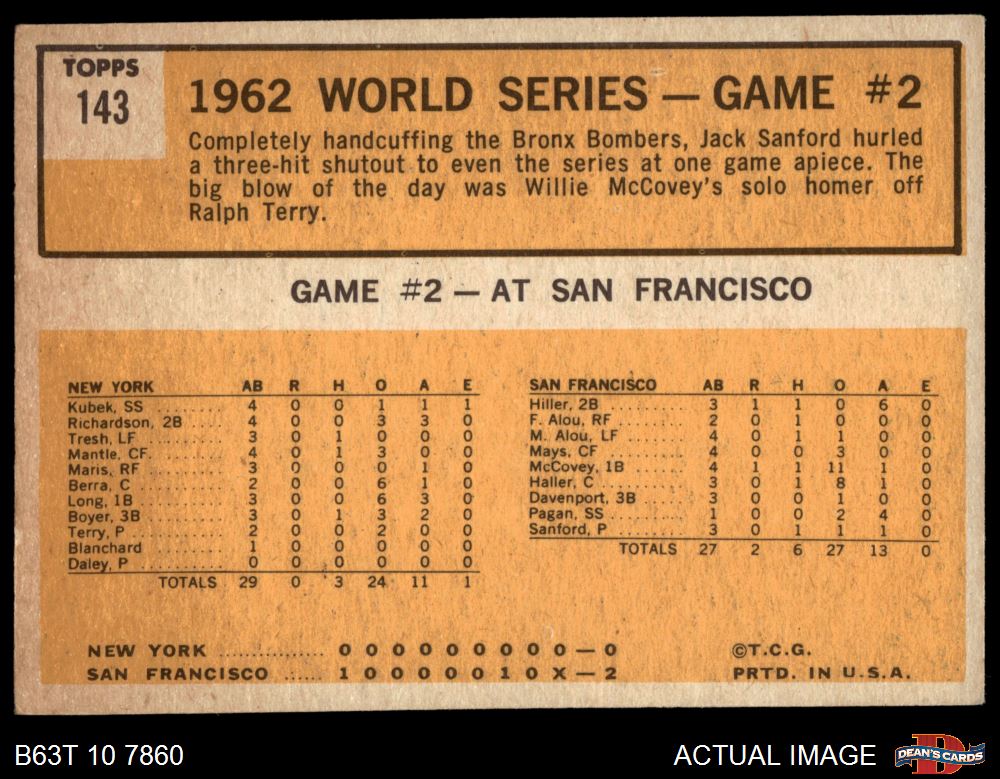 TOPPS
143
1962 WORLD SERIES — GAME #2
Completely handcuffing the Bronx Bombers, Jack Sanford hurled
a three-hit shutout to even the series at one game apiece. The
big blow of the day was Willie McCovey's solo homer off
Ralph Terry.
GAME #2 — AT SAN FRANCISCO
NEW YORK AB R H O A E
Kubek, SS ........ 4 0 0 1 1 1
Richardson, 2B .... 4 0 0 3 3 0
Tresh, LF ........ 3 0 1 0 0 0
Mantle, CF. ....... 4 0 1 3 0 0
Maris, RF ........ 3 0 0 0 1 0
Berra, C ......... 2 0 0 6 1 0
Long, 1B ........ 3 0 0 6 3 0
Boyer, 3B ........ 3 0 1 3 2 0
Terry, P ......... 2 0 0 2 0 0
Blanchard ........ 1 0 0 0 0 0
Daley, P ......... 0 0 0 0 0 0
TOTALS 29 0 3 24 11 1
SAN FRANCISCO AB R H O A E
Hiller, 2B ........ 3 1 1 0 6 0
F. Alou, RF ....... 2 0 1 0 0 0
M. Alou, LF ....... 4 0 1 1 0 0
Mays, CF ........ 4 0 0 3 0 0
McCovey, 1B ..... 4 1 1 11 1 0
Haller, C ......... 3 0 1 8 1 0
Davenport, 3B .... 3 0 0 1 0 0
Pagan, SS ........ 1 0 0 2 4 0
Sanford, P ....... 3 0 1 1 1 0
TOTALS 27 2 6 27 13 0
NEW YORK ............... 0 0 0 0 0 0 0 0 0 — 0
SAN FRANCISCO ...... 1 0 0 0 0 0 1 0 X — 2
©T.C.G.
PRTD. IN U.S.A.
B63T 10 7860
ACTUAL IMAGE
DEAN'S CARDS